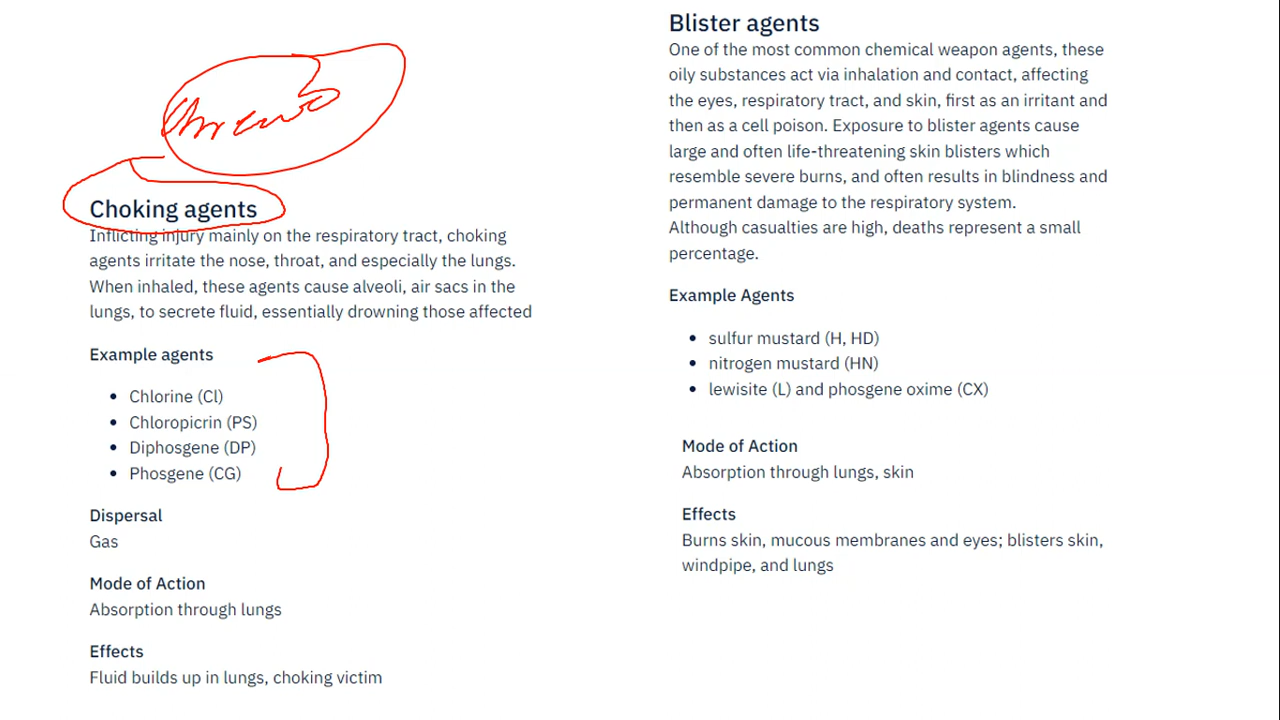 Choking agents
Inflicting injury mainly on the respiratory tract, choking
agents irritate the nose, throat, and especially the lungs.
When inhaled, these agents cause alveoli, air sacs in the
lungs, to secrete fluid, essentially drowning those affected
Example agents
• Chlorine (Cl)
• Chloropicrin (PS)
• Diphosgene (DP)
• Phosgene (CG)
Dispersal
Gas
Mode of Action
Absorption through lungs
Effects
Fluid builds up in lungs, choking victim
Blister agents
One of the most common chemical weapon agents, these
oily substances act via inhalation and contact, affecting
the eyes, respiratory tract, and skin, first as an irritant and
then as a cell poison. Exposure to blister agents cause
large and often life-threatening skin blisters which
resemble severe burns, and often results in blindness and
permanent damage to the respiratory system.
Although casualties are high, deaths represent a small
percentage.
Example Agents
• sulfur mustard (H, HD)
• nitrogen mustard (HN)
• lewisite (L) and phosgene oxime (CX)
Mode of Action
Absorption through lungs, skin
Effects
Burns skin, mucous membranes and eyes; blisters skin,
windpipe, and lungs